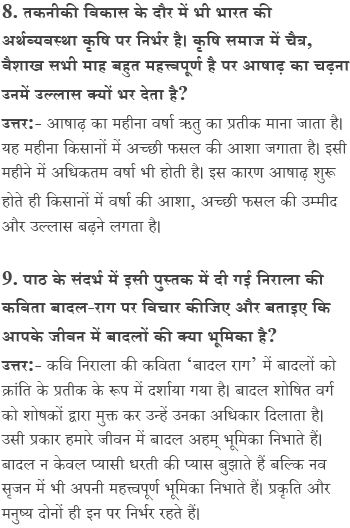 8. तकनीकी विकास के दौर में भी भारत की
अर्थव्यवस्था कृषि पर निर्भर है। कृषि समाज में चैत्र,
वैशाख सभी माह बहुत महत्त्वपूर्ण है पर आषाढ़ का चढ़ना
उनमें उल्लास क्यों भर देता है?
उत्तर:- आषाढ़ का महीना वर्षा ऋतु का प्रतीक माना जाता है।
यह महीना किसानों में अच्छी फसल की आशा जगाता है। इसी
महीने में अधिकतम वर्षा भी होती है। इस कारण आषाढ़ शुरू
होते ही किसानों में वर्षा की आशा, अच्छी फसल की उम्मीद
और उल्लास बढ़ने लगता है।
9. पाठ के संदर्भ में इसी पुस्तक में दी गई निराला की
कविता बादल-राग पर विचार कीजिए और बताइए कि
आपके जीवन में बादलों की क्या भूमिका है?
उत्तर:- कवि निराला की कविता ‘बादल राग’ में बादलों को
क्रांति के प्रतीक के रूप में दर्शाया गया है। बादल शोषित वर्ग
को शोषकों द्वारा मुक्त कर उन्हें उनका अधिकार दिलाता है।
उसी प्रकार हमारे जीवन में बादल अहम् भूमिका निभाते हैं।
बादल न केवल प्यासी धरती की प्यास बुझाते हैं बल्कि नव
सृजन में भी अपनी महत्त्वपूर्ण भूमिका निभाते हैं। प्रकृति और
मनुष्य दोनों ही इन पर निर्भर रहते हैं।